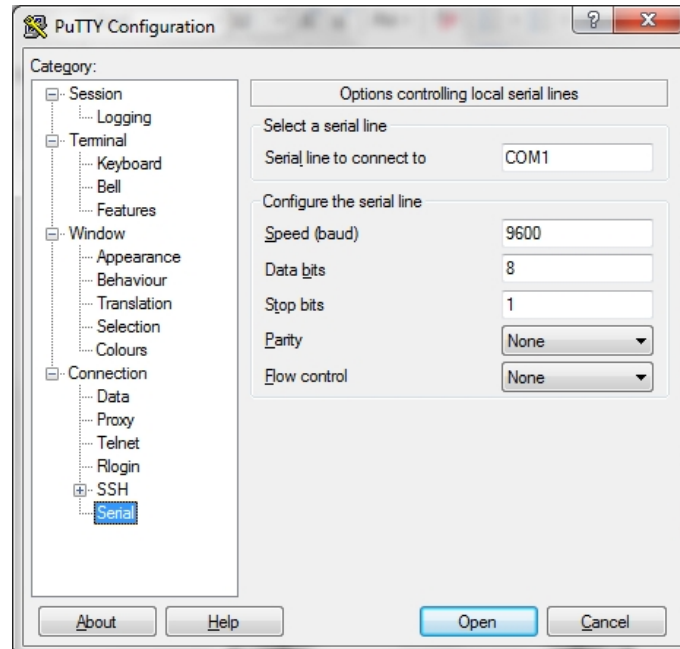 PuTTY Configuration
Category:
Session
Logging
Terminal
Keyboard
Bell
Features
Window
Appearance
Behaviour
Translation
Selection
Colours
Connection
Data
Proxy
Telnet
Rlogin
SSH
Serial
Options controlling local serial lines
Select a serial line
Serial line to connect to COM1
Configure the serial line
Speed (baud) 9600
Data bits 8
Stop bits 1
Parity None
Flow control None
About Help Open Cancel